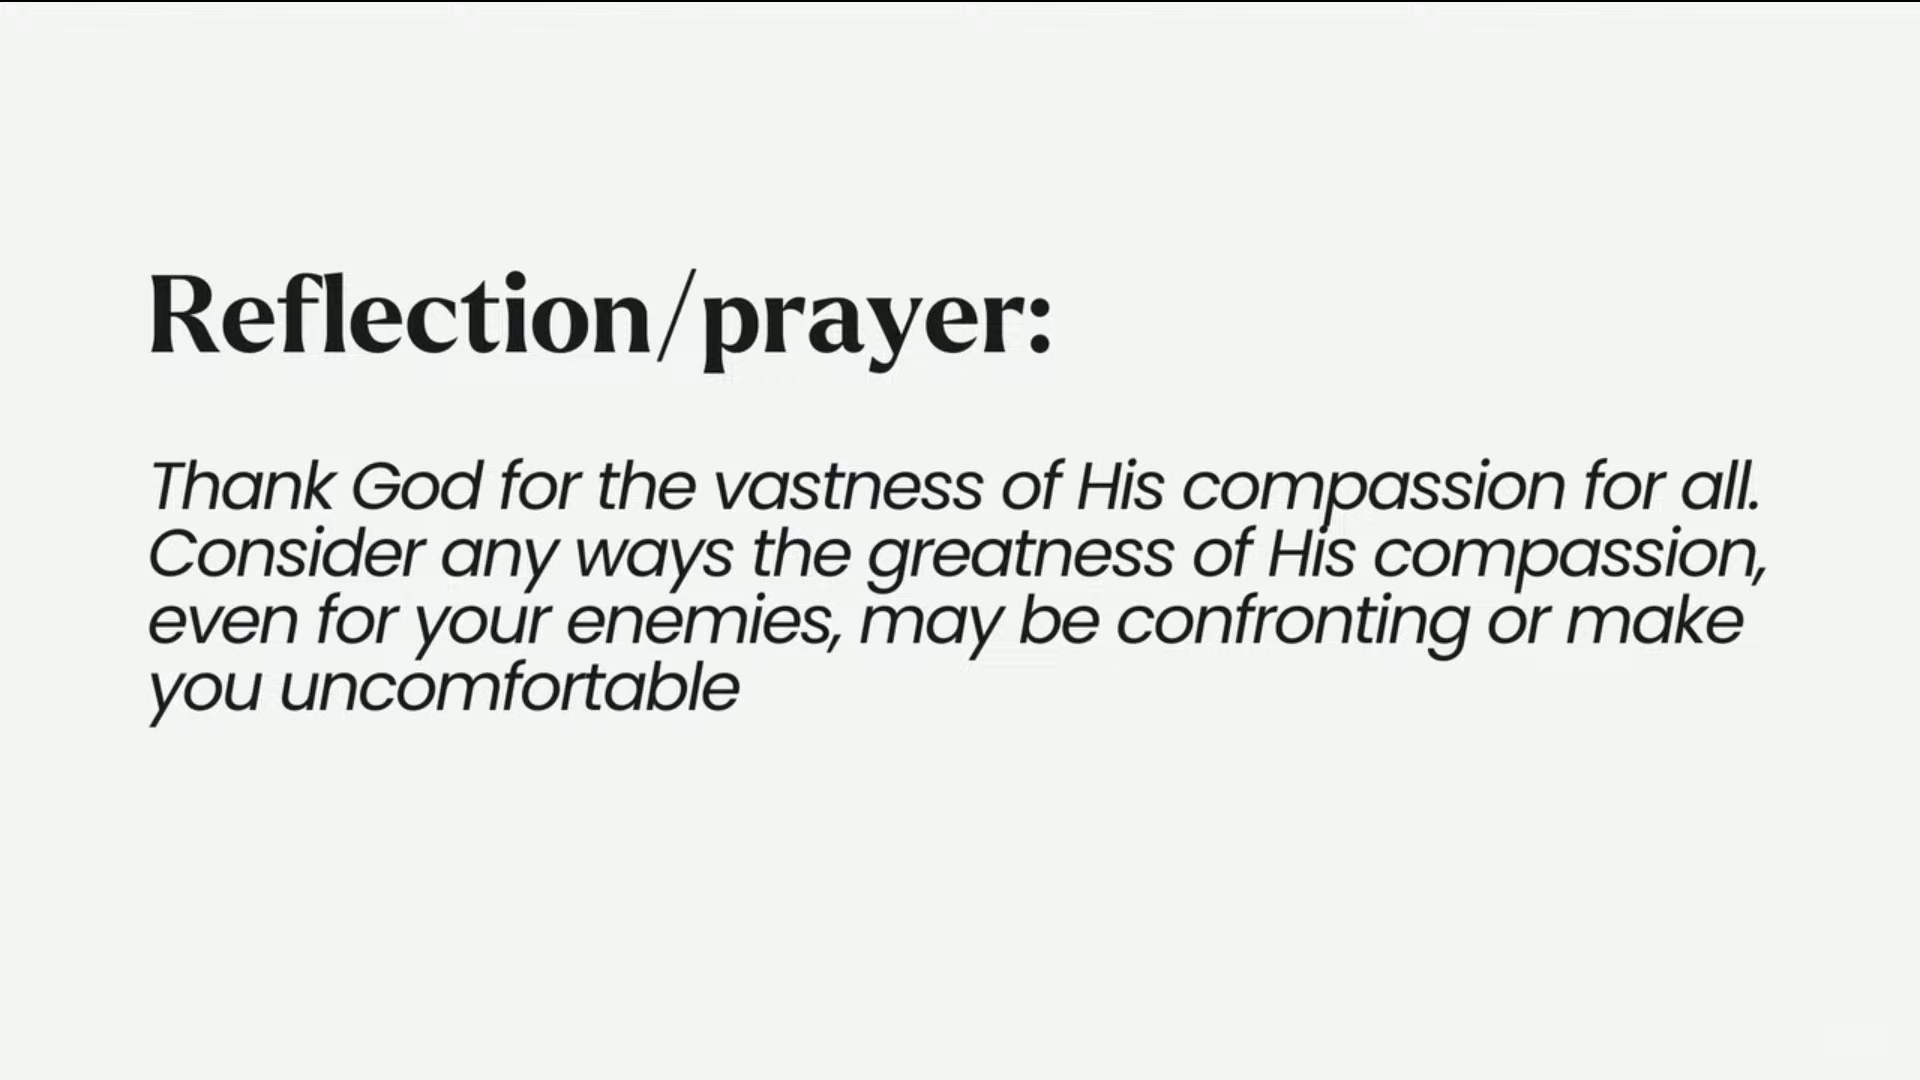 Reflection/prayer:
Thank God for the vastness of His compassion for all.
Consider any ways the greatness of His compassion,
even for your enemies, may be confronting or make
you uncomfortable